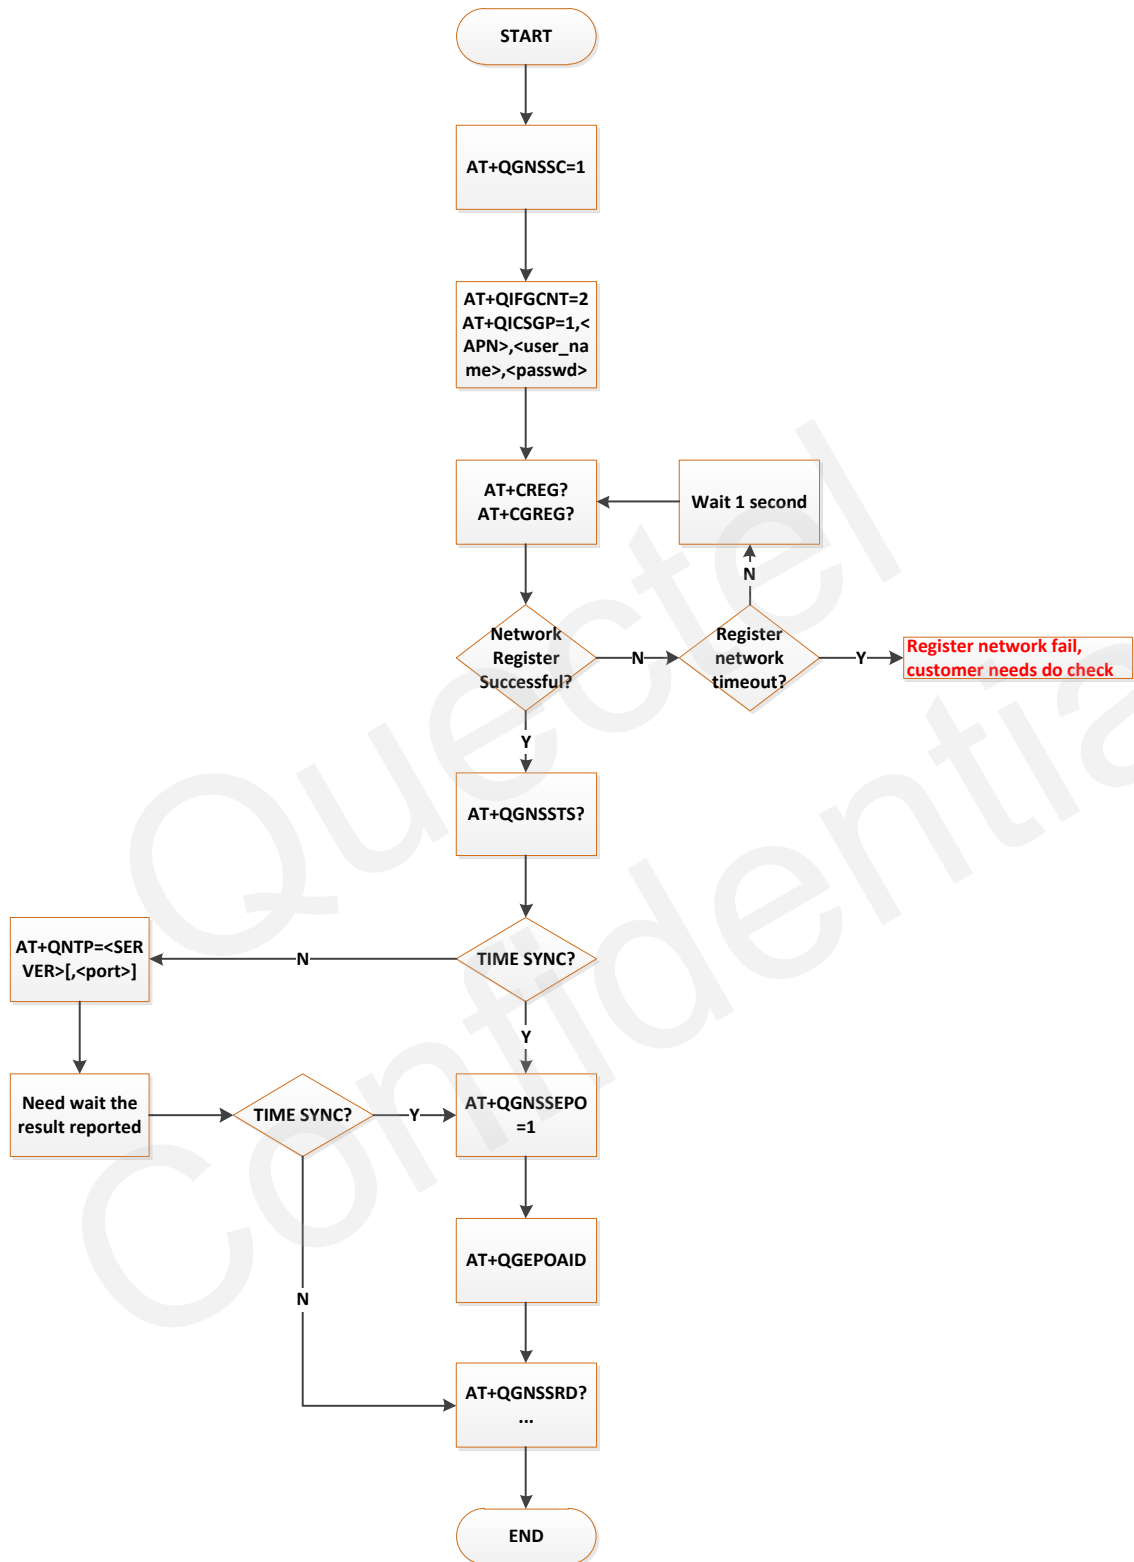 START
AT+QGNSSC=1
AT+QIFGCNT=2
AT+QICSGP=1,<
APN>,<user_na
me>,<passwd>
AT+CREG?
AT+CGREG?
Wait 1 second
N
Network
Register
Successful?
N
Register
network
timeout?
Y
Register network fail,
customer needs do check
Y
AT+QGNSSTS?
AT+QNTP=<SER
VER>[,<port>]
N
TIME SYNC?
Y
Need wait the
result reported
TIME SYNC?
Y
AT+QGNSSEPO
=1
AT+QGEPOAID
N
AT+QGNSSRD?
...
END
Quectel
Confidentia